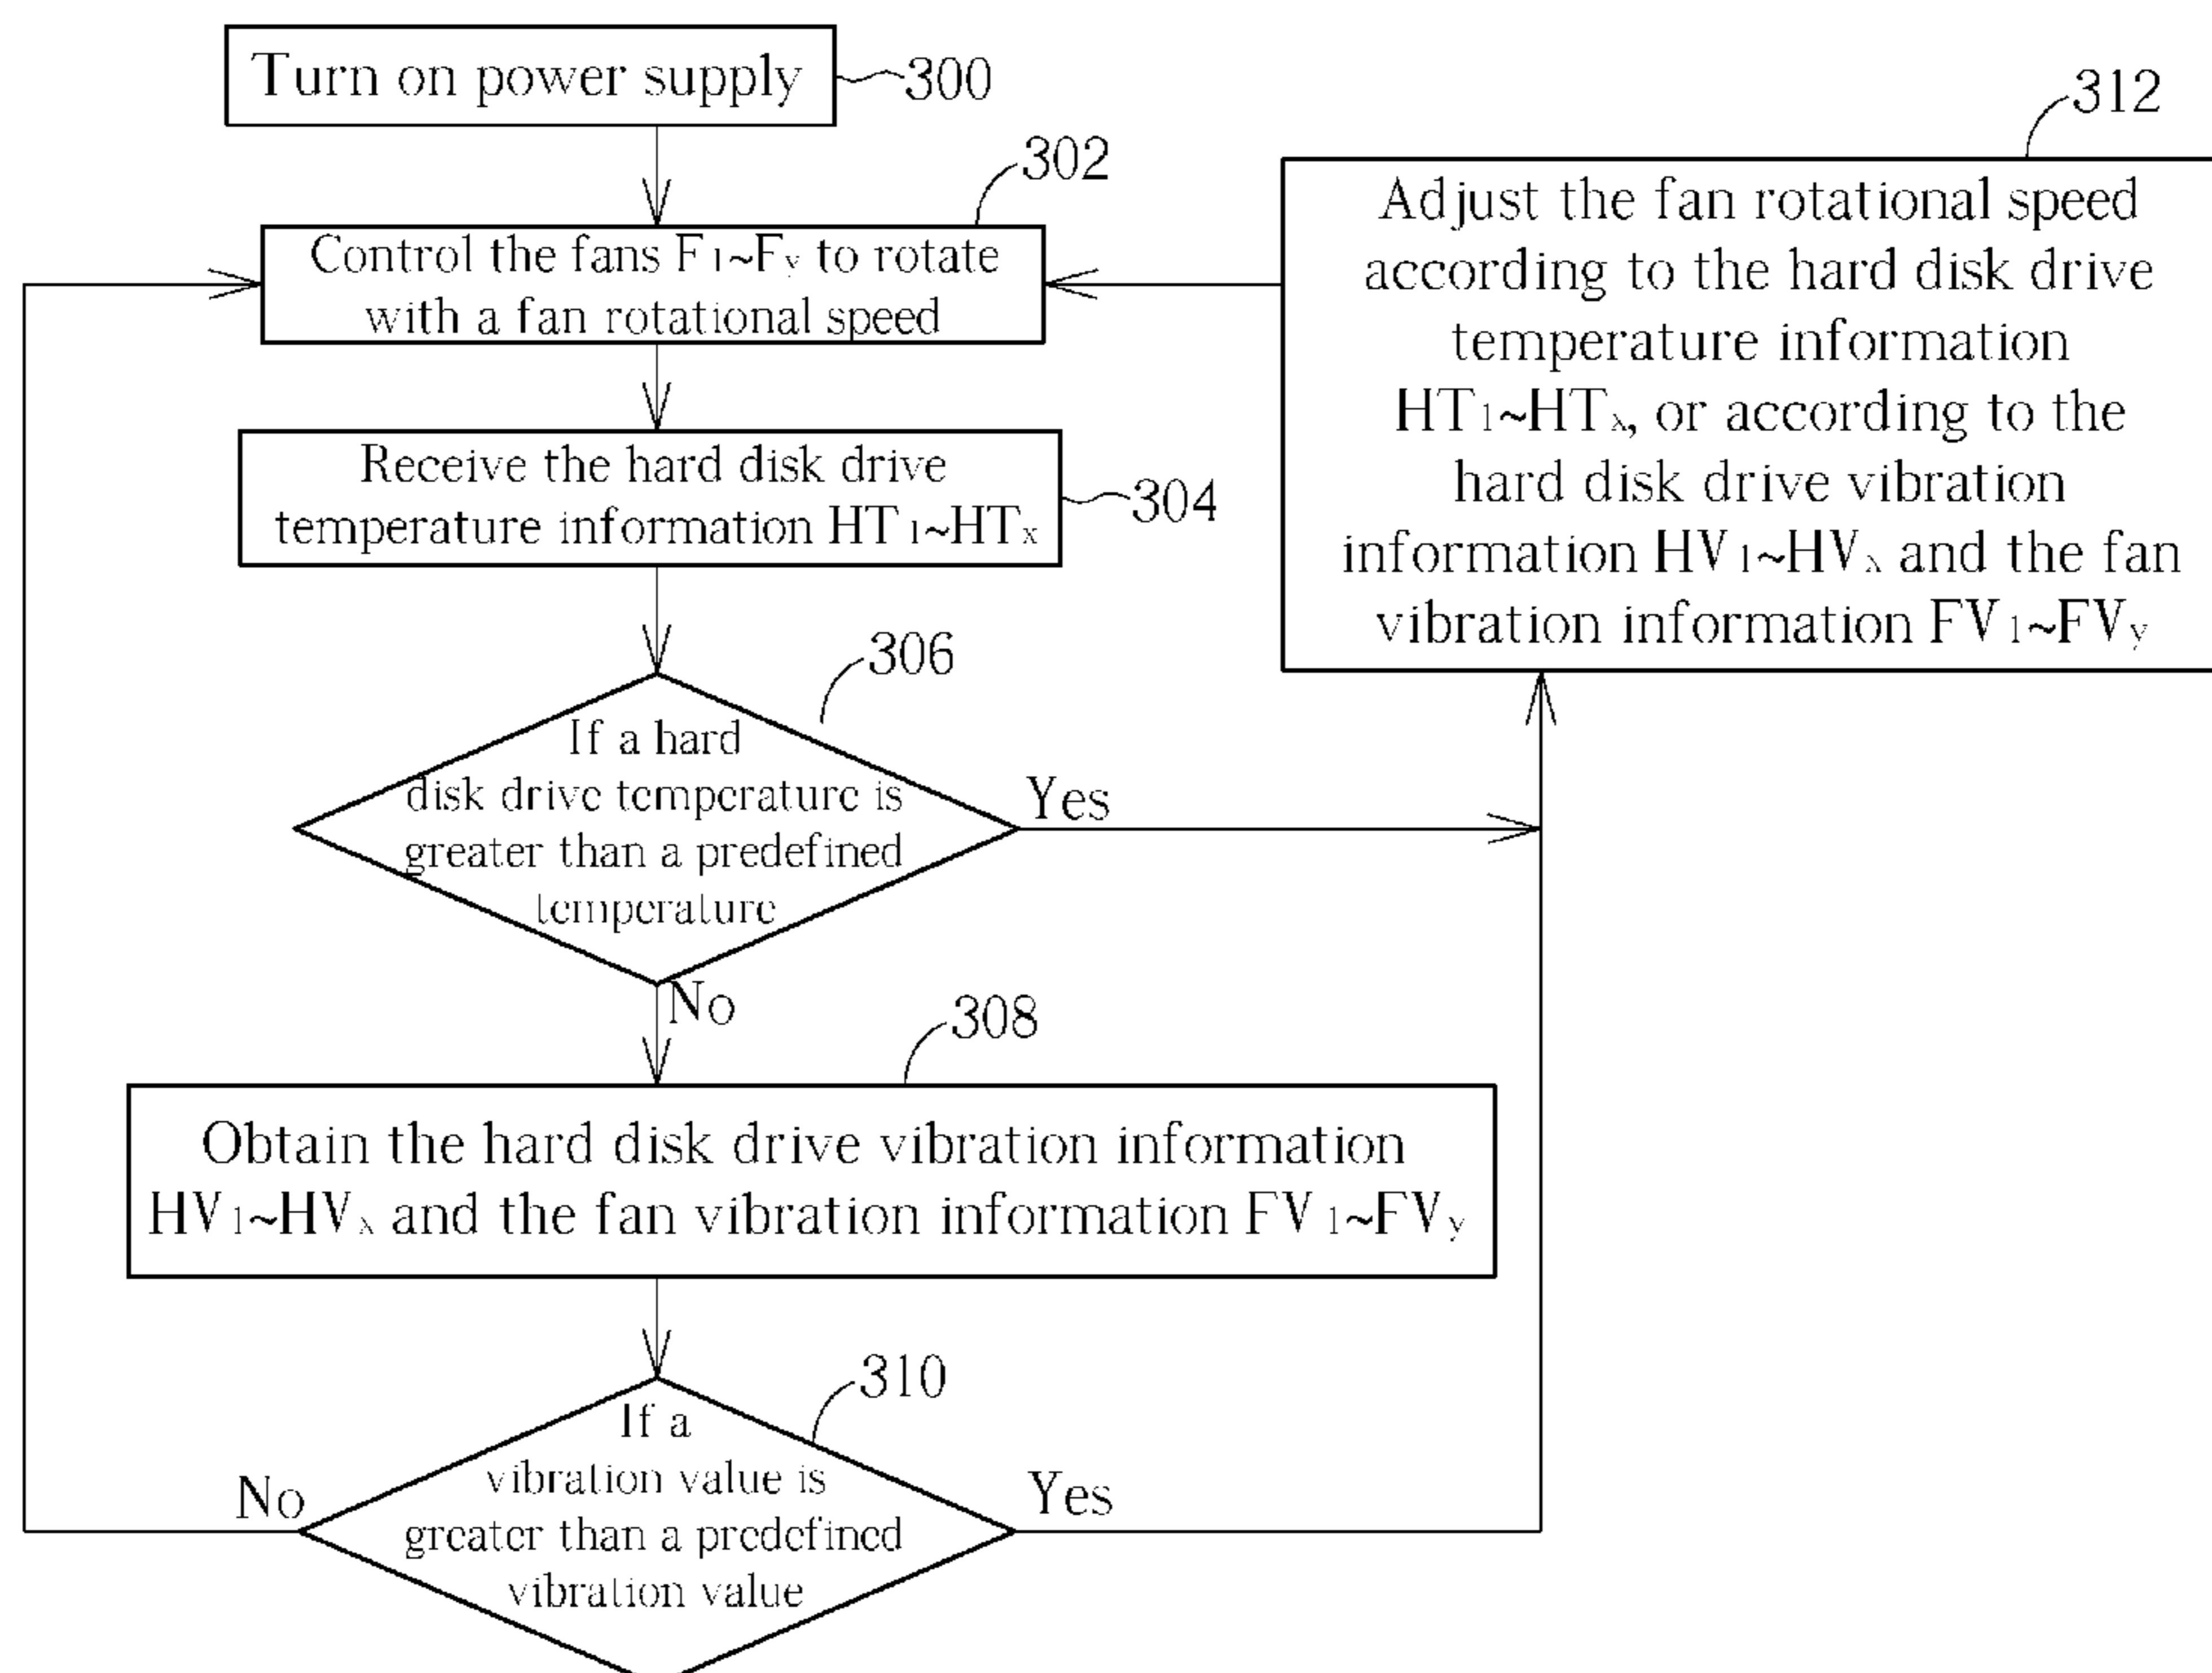 Turn on power supply
300
302
Control the fans F1~Fy to rotate
with a fan rotational speed
Receive the hard disk drive
temperature information HT1~HTx
304
306
If a hard
disk drive temperature is
greater than a predefined
temperature
Yes
No
308
Obtain the hard disk drive vibration information
HV1~HVx and the fan vibration information FV1~FVy
310
If a
vibration value is
greater than a predefined
vibration value
No
Yes
312
Adjust the fan rotational speed
according to the hard disk drive
temperature information
HT1~HTx, or according to the
hard disk drive vibration
information HV1~HVx and the fan
vibration information FV1~FVy